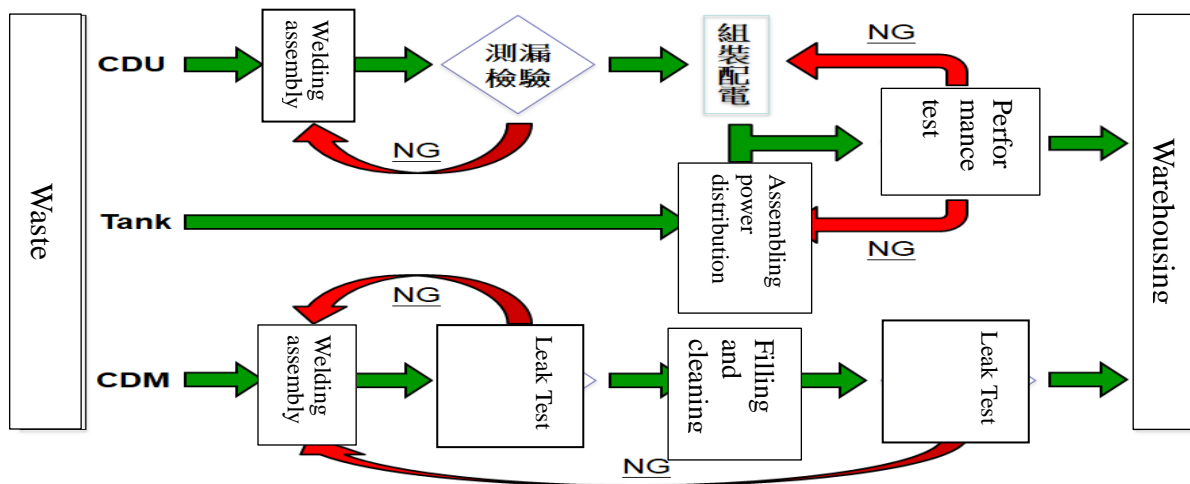 Waste
CDU
Welding
assembly
NG
測漏
檢驗
組
裝
配
電
NG
Perfor
mance
test
Warehousing
Tank
Assembling
power
distribution
NG
CDM
Welding
assembly
NG
Leak Test
Filling
and
cleaning
Leak Test
NG